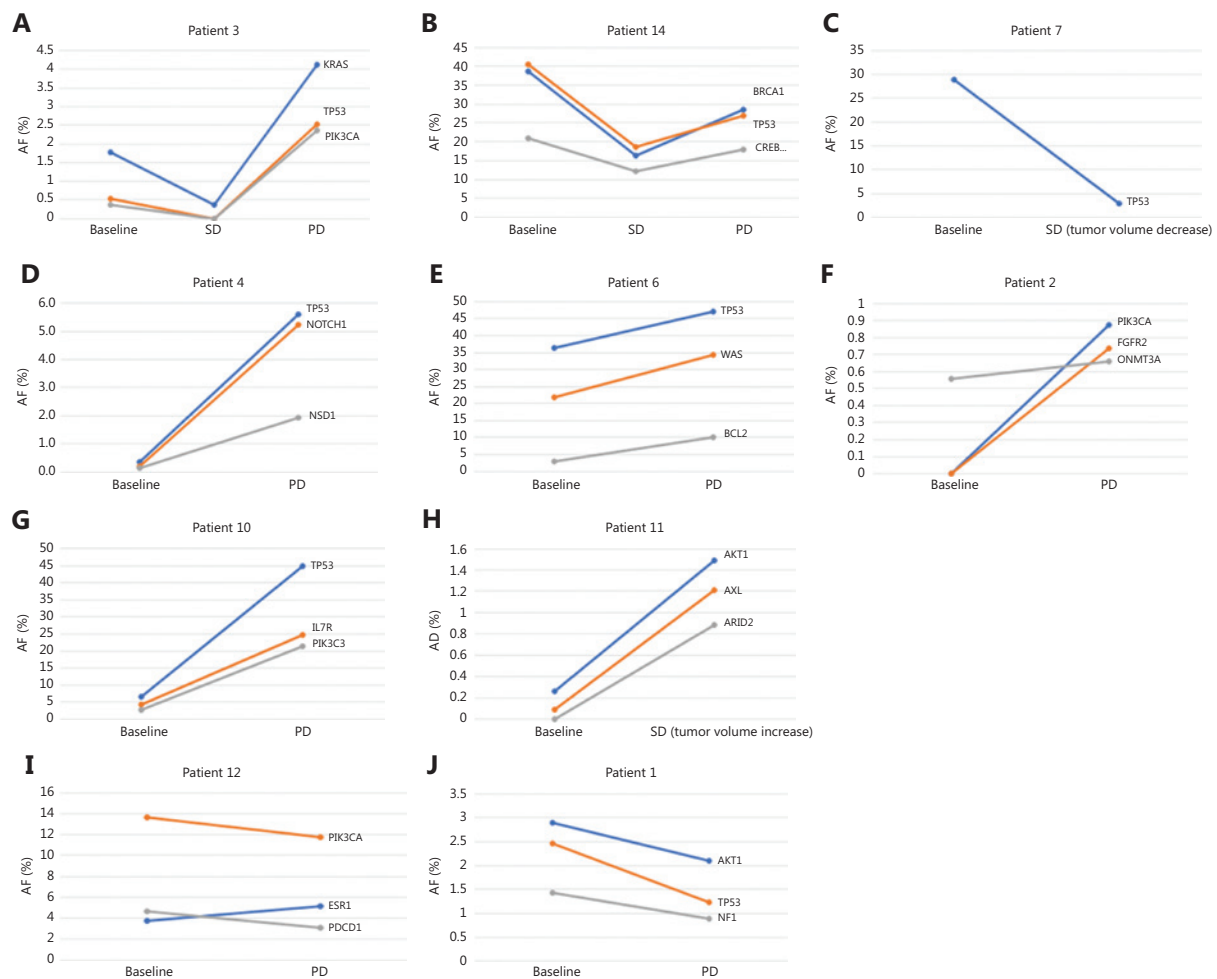 A
Patient 3
AF (%)
4.5
4
3.5
3
2.5
2
1.5
1
0.5
0
KRAS
TP53
PIK3CA
Baseline SD PD
B
Patient 14
AF (%)
45
40
35
30
25
20
15
10
5
0
BRCA1
TP53
CREB...
Baseline SD PD
C
Patient 7
AF (%)
35
30
25
20
15
10
5
0
TP53
Baseline SD (tumor volume decrease)
D
Patient 4
AF (%)
6.0
5.0
4.0
3.0
2.0
1.0
0.0
TP53
NOTCH1
NSD1
Baseline PD
E
Patient 6
AF (%)
50
45
40
35
30
25
20
15
10
5
0
TP53
WAS
BCL2
Baseline PD
F
Patient 2
AF (%)
1
0.9
0.8
0.7
0.6
0.5
0.4
0.3
0.2
0.1
0
PIK3CA
FGFR2
ONMT3A
Baseline PD
G
Patient 10
AF (%)
50
45
40
35
30
25
20
15
10
5
0
TP53
IL7R
PIK3C3
Baseline PD
H
Patient 11
AD (%)
1.6
1.4
1.2
1
0.8
0.6
0.4
0.2
0
AKT1
AXL
ARID2
Baseline SD (tumor volume increase)
I
Patient 12
AF (%)
16
14
12
10
8
6
4
2
0
PIK3CA
ESR1
PDCD1
Baseline PD
J
Patient 1
AF (%)
3.5
3
2.5
2
1.5
1
0.5
0
AKT1
TP53
NF1
Baseline PD